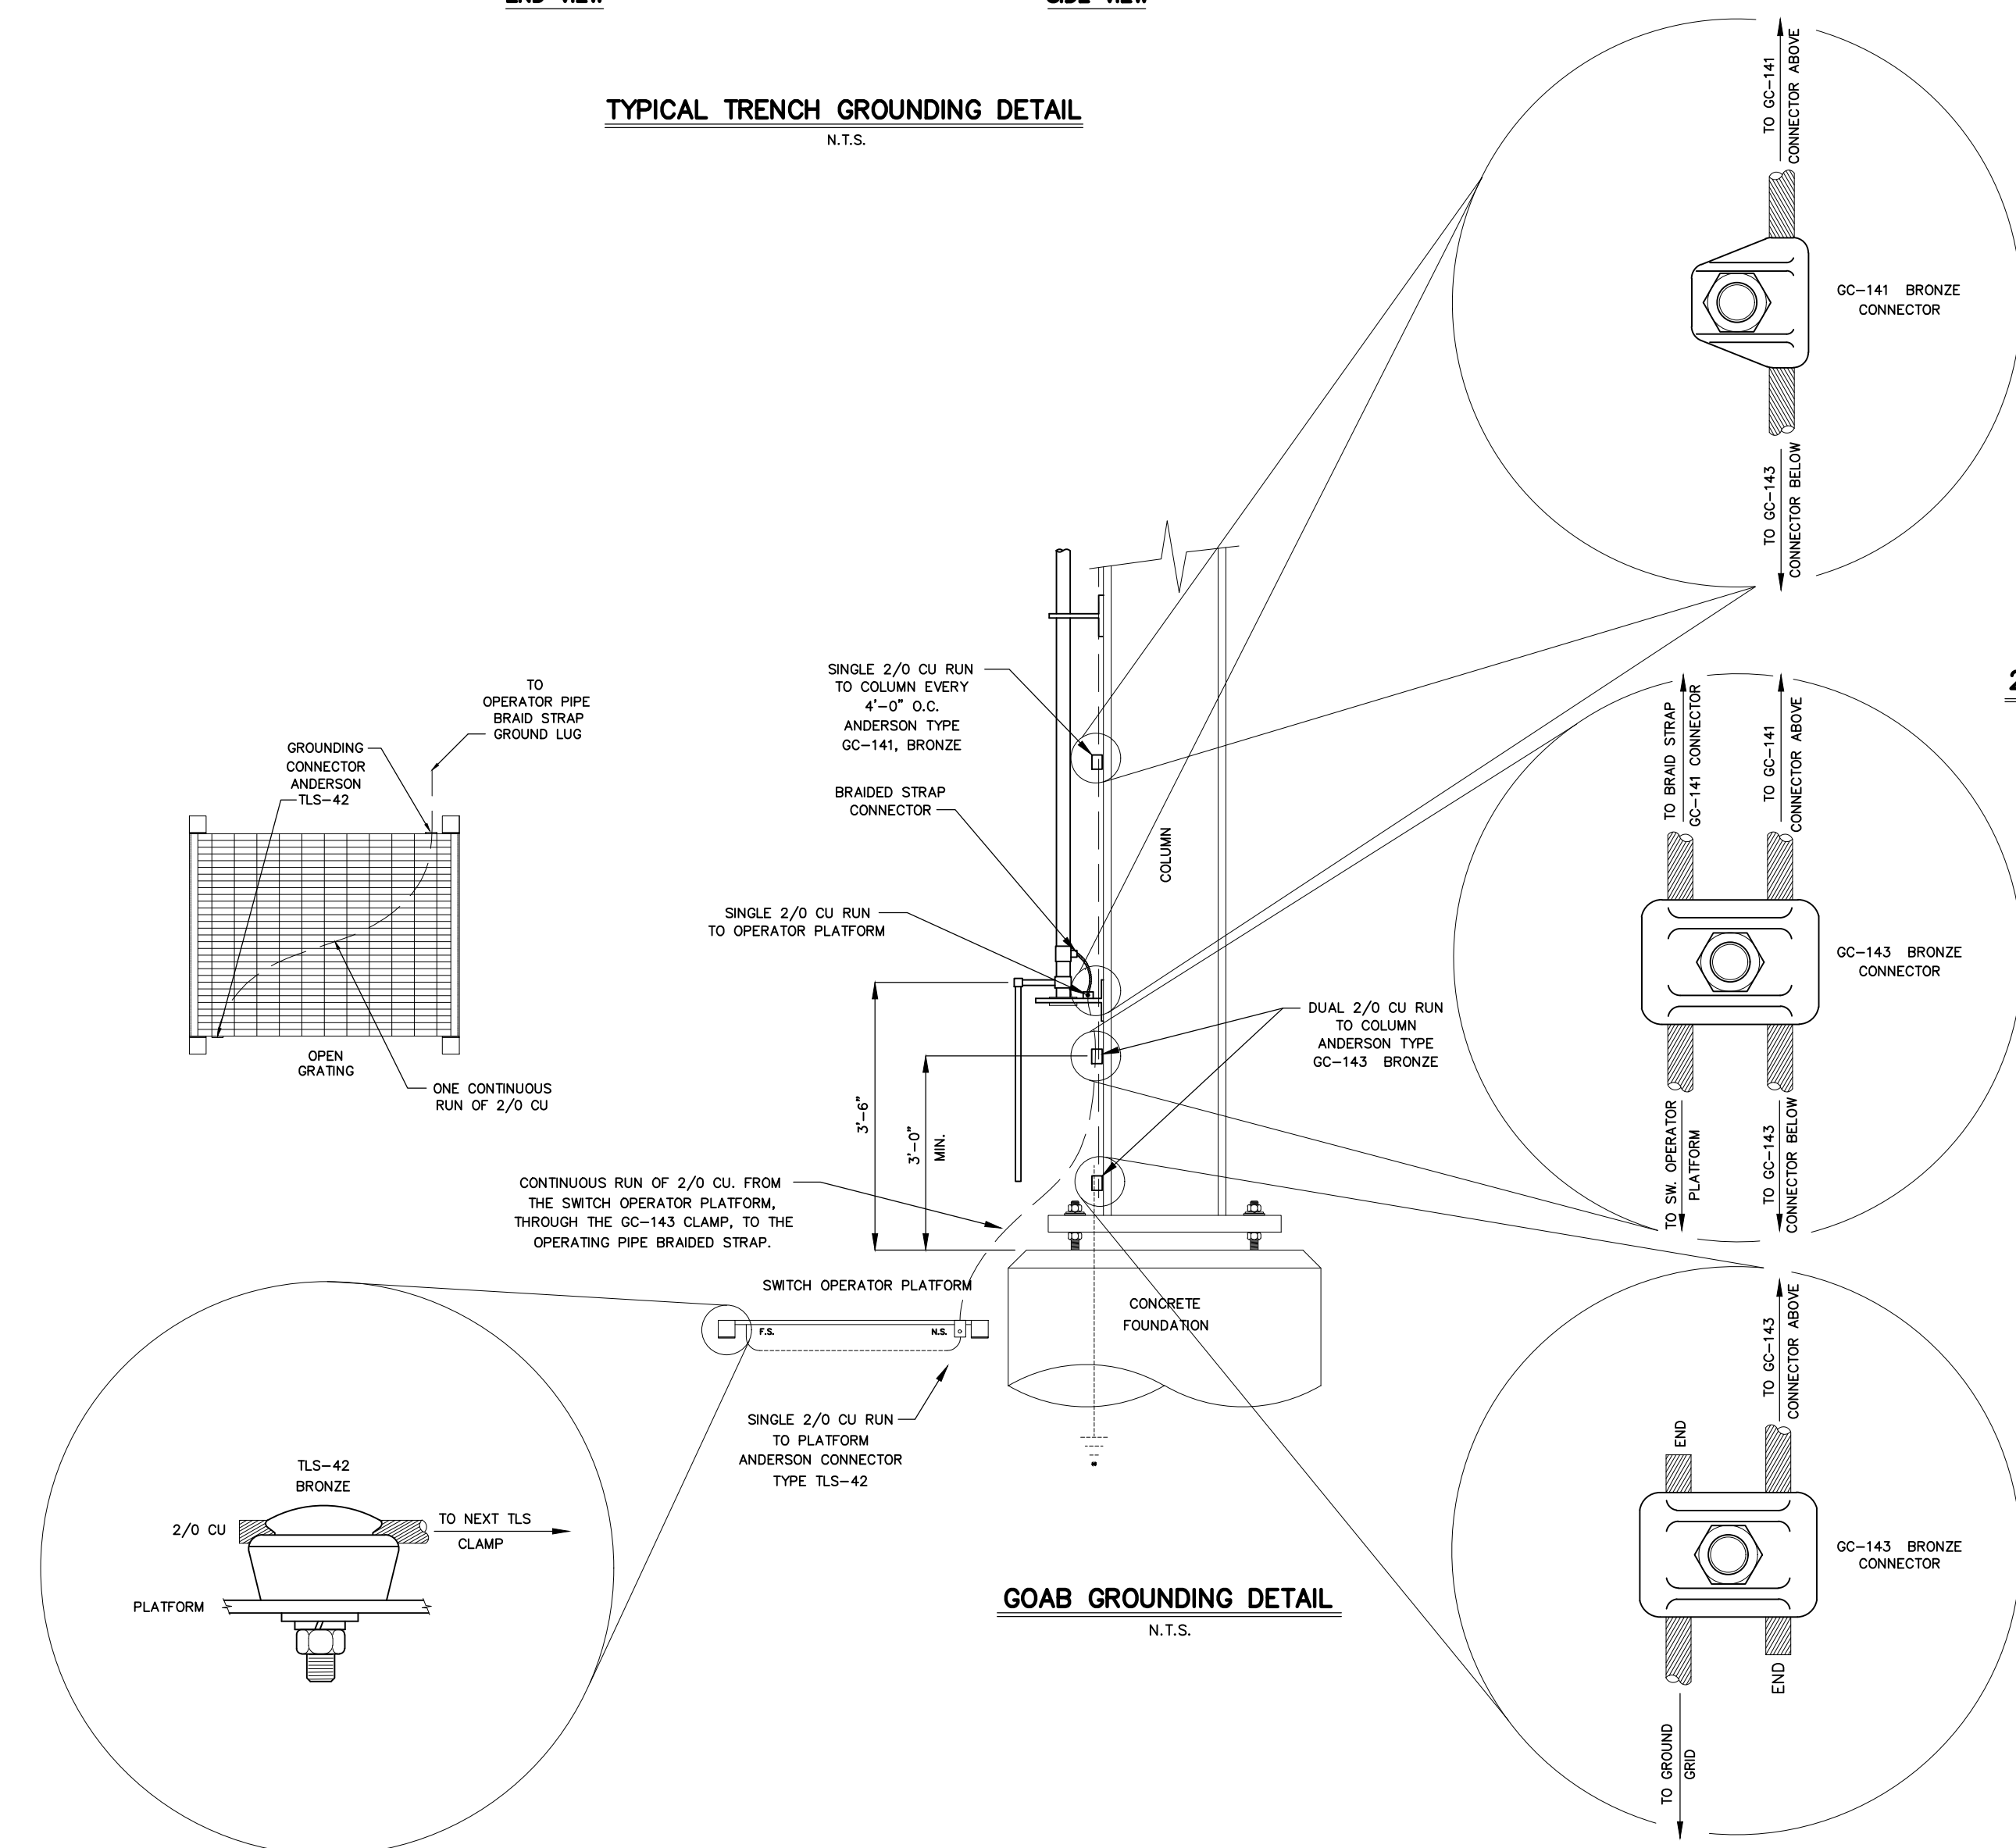 END VIEW
SIDE VIEW
TYPICAL TRENCH GROUNDING DETAIL
N.T.S.
TO GC-141
CONNECTOR ABOVE
GC-141 BRONZE
CONNECTOR
TO GC-143
CONNECTOR BELOW
TO
OPERATOR PIPE
BRAID STRAP
GROUND LUG
GROUNDING
CONNECTOR
ANDERSON
TLS-42
OPEN
GRATING
ONE CONTINUOUS
RUN OF 2/0 CU
SINGLE 2/0 CU RUN
TO COLUMN EVERY
4'-0" O.C.
ANDERSON TYPE
GC-141, BRONZE
BRAIDED STRAP
CONNECTOR
COLUMN
SINGLE 2/0 CU RUN
TO OPERATOR PLATFORM
DUAL 2/0 CU RUN
TO COLUMN
ANDERSON TYPE
GC-143 BRONZE
3'-6"
3'-0"
MIN.
CONTINUOUS RUN OF 2/0 CU. FROM
THE SWITCH OPERATOR PLATFORM,
THROUGH THE GC-143 CLAMP, TO THE
OPERATING PIPE BRAIDED STRAP.
SWITCH OPERATOR PLATFORM
F.S.
N.S.
CONCRETE
FOUNDATION
SINGLE 2/0 CU RUN
TO PLATFORM
ANDERSON CONNECTOR
TYPE TLS-42
2
TO BRAID STRAP
GC-141 CONNECTOR
TO GC-141
CONNECTOR ABOVE
GC-143 BRONZE
CONNECTOR
TO SW. OPERATOR
PLATFORM
TO GC-143
CONNECTOR BELOW
TLS-42
BRONZE
2/0 CU
TO NEXT TLS
CLAMP
PLATFORM
GOAB GROUNDING DETAIL
N.T.S.
TO GC-143
CONNECTOR ABOVE
END
GC-143 BRONZE
CONNECTOR
END
TO GROUND
GRID